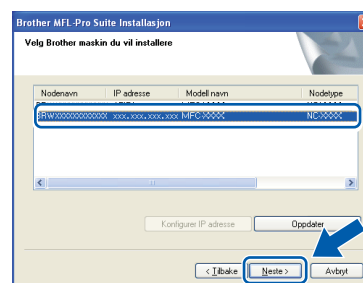 Brother MFL-Pro Suite Installasjon
Velg Brother maskin du vil installere
Nodenavn IP adresse Modell navn Nodetype
BRWXXXXXXXXXXXX xxx.xxx.xxx.xxx MFC-XXXX NC-XXXX
Konfigurer IP adresse Oppdater
< Tilbake Neste > Avbryt